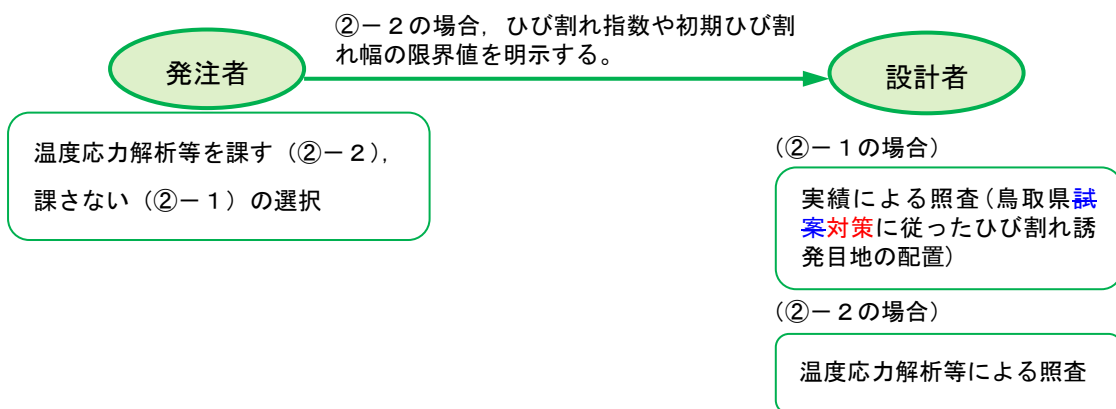 ②－２の場合，ひび割れ指数や初期ひび割
れ幅の限界値を明示する。
発注者
設計者
温度応力解析等を課す（②－２），
課さない（②－１）の選択
（②－１の場合）
実績による照査（鳥取県試
案対策に従ったひび割れ誘
発目地の配置）
（②－２の場合）
温度応力解析等による照査